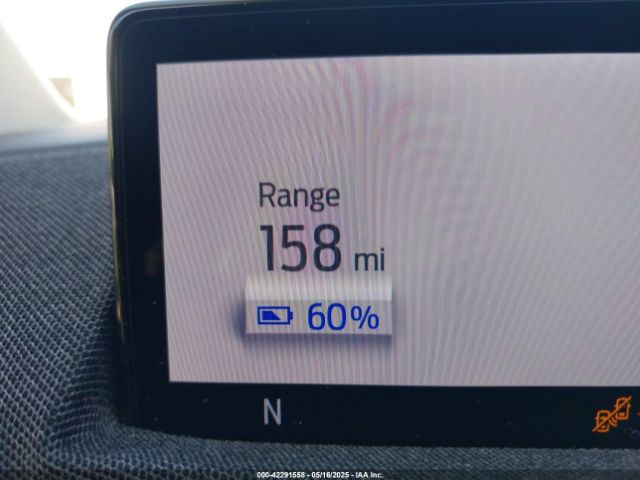 Range
158 mi
60%
N
000-42291558 - 05/16/2025 - IAA Inc.